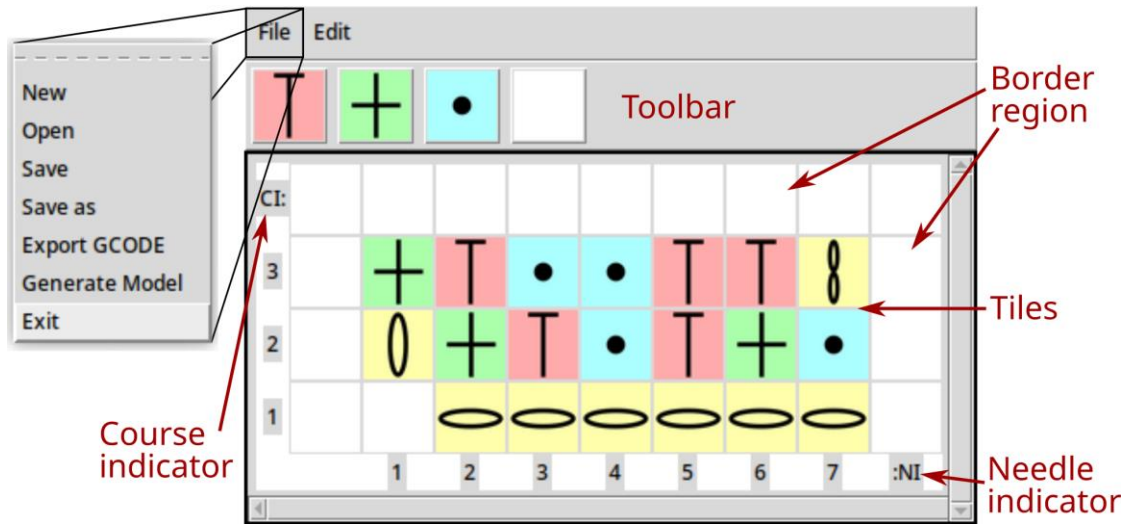 File Edit
New
Open
Save
Save as
Export GCODE
Generate Model
Exit
Toolbar
Border
region
CI:
3
2
1
Tiles
Course
indicator
1 2 3 4 5 6 7 :NI
Needle
indicator